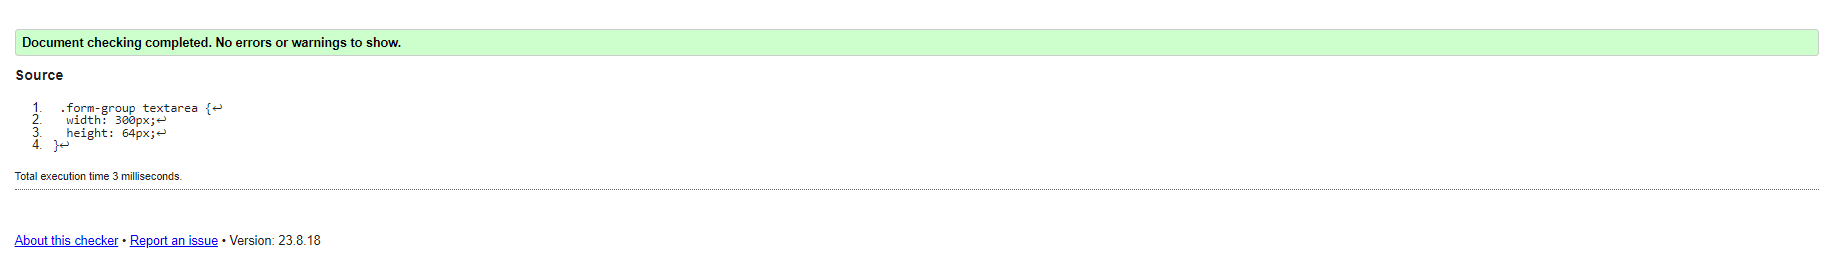 Document checking completed. No errors or warnings to show.
Source
1. .form-group textarea {↩
2. width: 300px;↩
3. height: 64px;↩
4. }↩
Total execution time 3 milliseconds.
About this checker • Report an issue • Version: 23.8.18